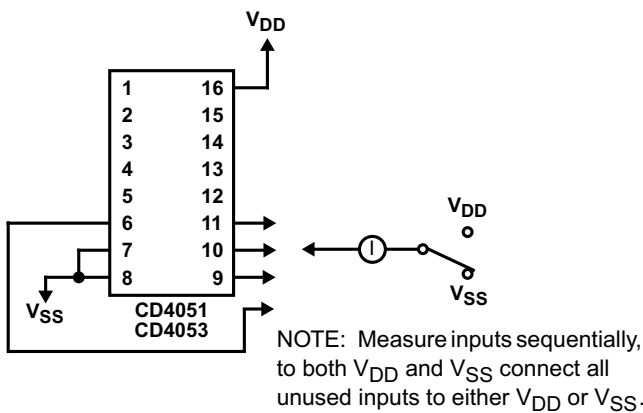 VDD
1 16
2 15
3 14
4 13
5 12
6 11
7 10
8 9
VSS
CD4051
CD4053
I
VDD
VSS
NOTE: Measure inputs sequentially,
to both VDD and VSS connect all
unused inputs to either VDD or VSS.